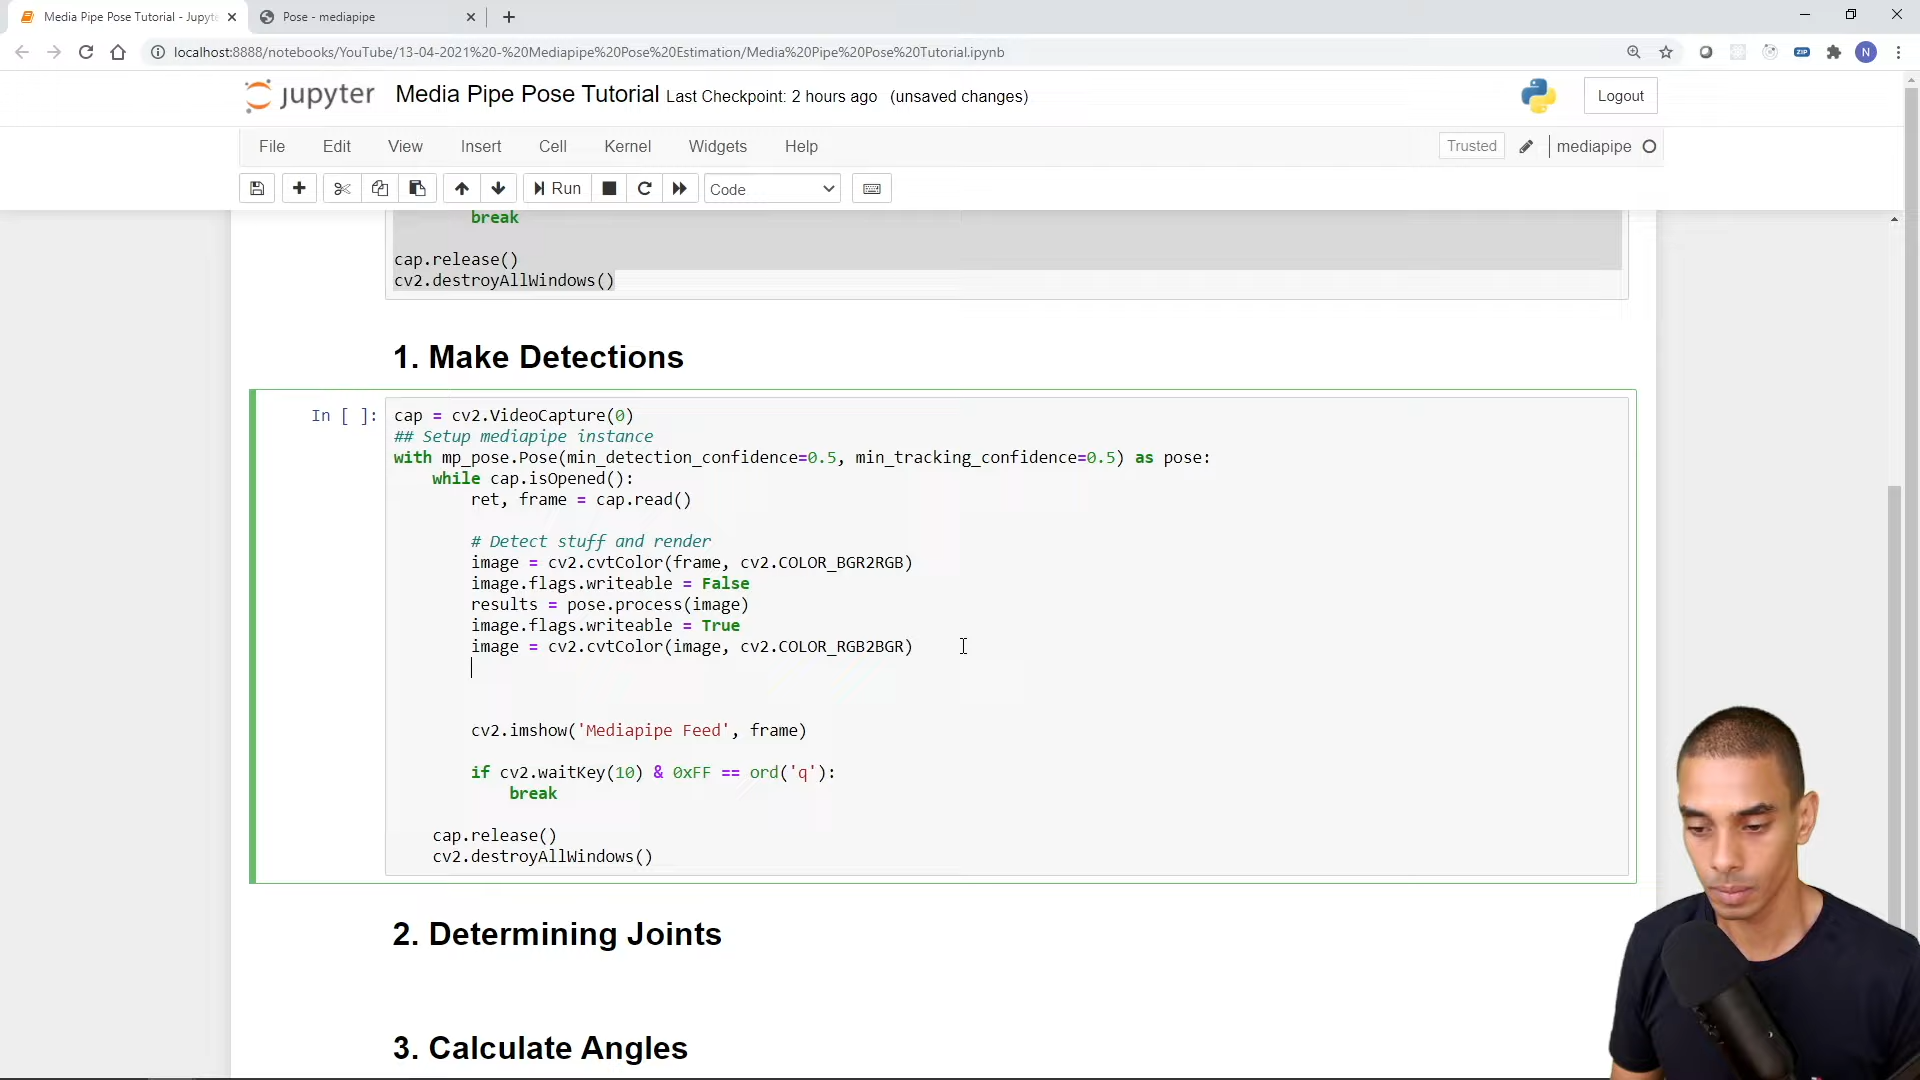 Media Pipe Pose Tutorial - Jupyte
Pose - mediapipe
localhost:8888/notebooks/YouTube/13-04-2021%20-%20Mediapipe%20Pose%20Estimation/Media%20Pipe%20Pose%20Tutorial.ipynb
ZIP
N
jupyter Media Pipe Pose Tutorial Last Checkpoint: 2 hours ago (unsaved changes)
Logout
File Edit View Insert Cell Kernel Widgets Help
Trusted
mediapipe
Run
Code
break
cap.release()
cv2.destroyAllWindows()
1. Make Detections
In [ ]:
cap = cv2.VideoCapture(0)
## Setup mediapipe instance
with mp_pose.Pose(min_detection_confidence=0.5, min_tracking_confidence=0.5) as pose:
while cap.isOpened():
ret, frame = cap.read()
# Detect stuff and render
image = cv2.cvtColor(frame, cv2.COLOR_BGR2RGB)
image.flags.writeable = False
results = pose.process(image)
image.flags.writeable = True
image = cv2.cvtColor(image, cv2.COLOR_RGB2BGR)
cv2.imshow('Mediapipe Feed', frame)
if cv2.waitKey(10) & 0xFF == ord('q'):
break
cap.release()
cv2.destroyAllWindows()
2. Determining Joints
3. Calculate Angles